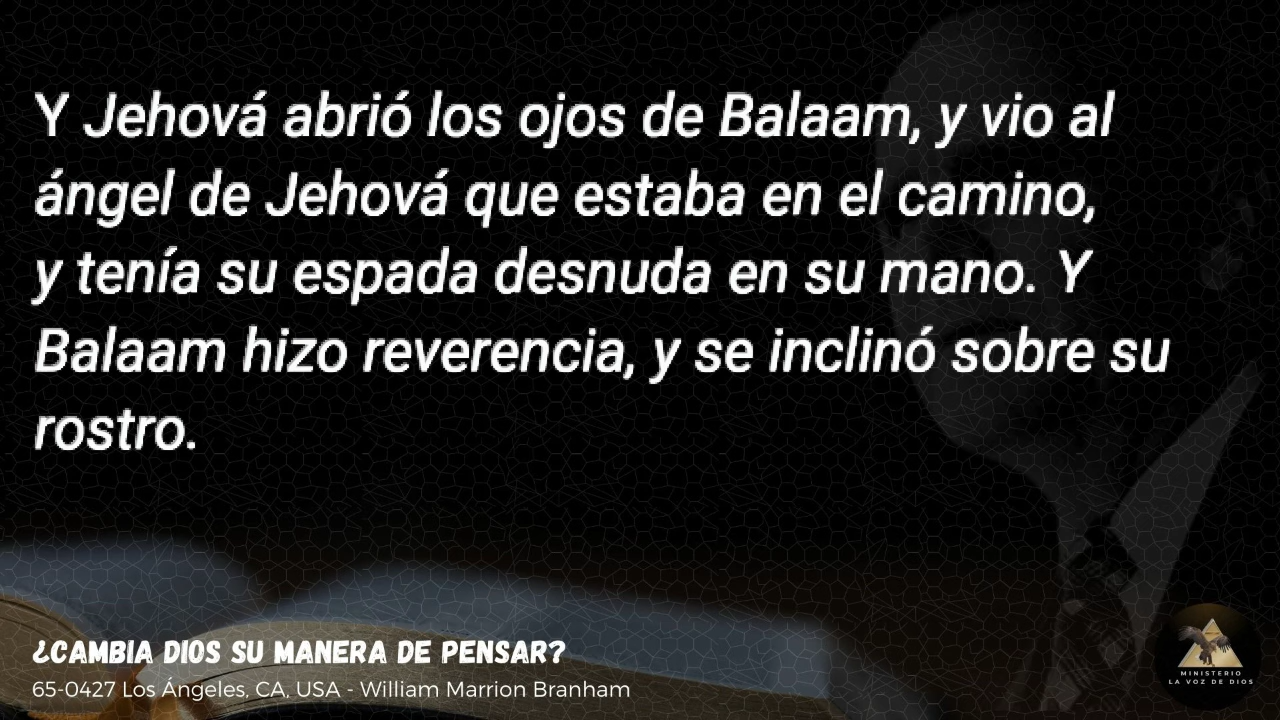 Y Jehová abrió los ojos de Balaam, y vio al
ángel de Jehová que estaba en el camino,
y tenía su espada desnuda en su mano. Y
Balaam hizo reverencia, y se inclinó sobre su
rostro.
¿CAMBIA DIOS SU MANERA DE PENSAR?
65-0427 Los Ángeles, CA, USA - William Marrion Branham
MINISTERIO
LA VOZ DE DIOS